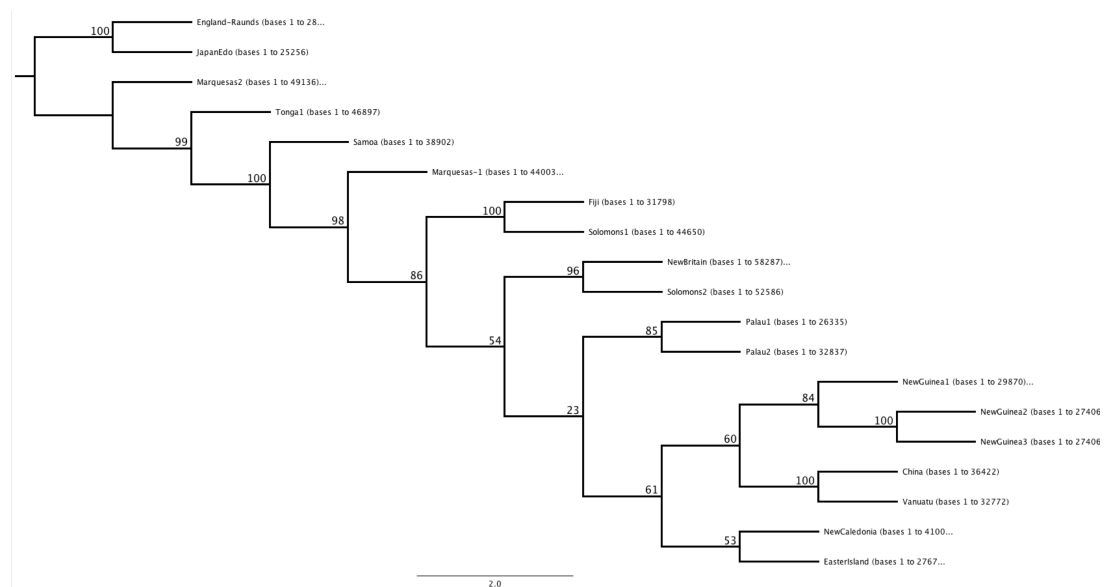 England-Raunds (bases 1 to 28...
100
JapanEdo (bases 1 to 25256)
Marquesas2 (bases 1 to 49136)...
Tonga1 (bases 1 to 46897)
99
Samoa (bases 1 to 38902)
100
Marquesas-1 (bases 1 to 44003...
98
Fiji (bases 1 to 31798)
100
Solomons1 (bases 1 to 44650)
86
NewBritain (bases 1 to 58287)...
96
Solomons2 (bases 1 to 52586)
54
Palau1 (bases 1 to 26335)
85
Palau2 (bases 1 to 32837)
23
NewGuinea1 (bases 1 to 29870)...
84
NewGuinea2 (bases 1 to 27406
100
NewGuinea3 (bases 1 to 27406
60
China (bases 1 to 36422)
100
Vanuatu (bases 1 to 32772)
61
NewCaledonia (bases 1 to 4100...
53
EasterIsland (bases 1 to 2767...
2.0